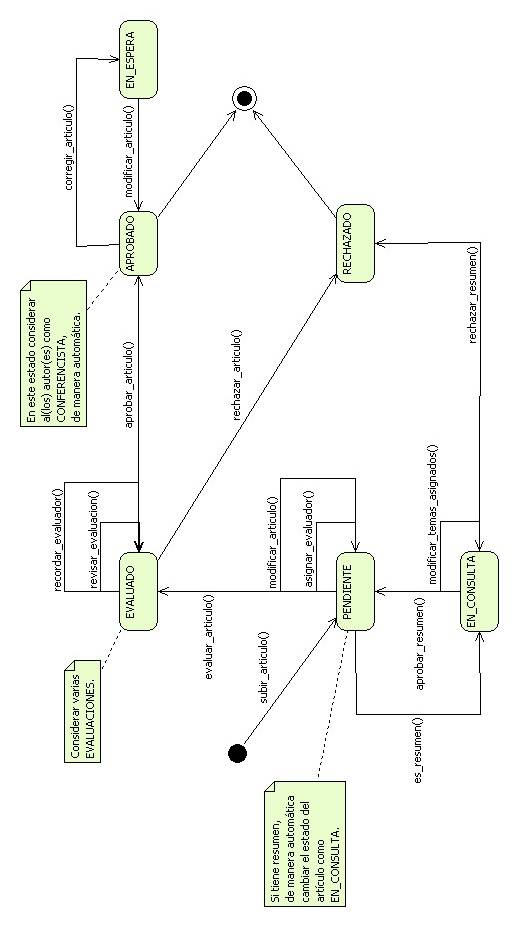 En este estado considerar
al(los) autor(es) como
CONFERENCISTA,
de manera automática.
recordar_evaluador()
corregir_articulo()
Considerar varias
EVALUACIONES.
revisar_evaluacion()
EVALUADO
aprobar_articulo()
APROBADO
modificar_articulo()
EN_ESPERA
evaluar_articulo()
rechazar_articulo()
subir_articulo()
modificar_articulo()
Si tiene resumen,
de manera automática
cambiar el estado del
artículo como
EN_CONSULTA.
asignar_evaluador()
PENDIENTE
RECHAZADO
es_resumen()
aprobar_resumen()
modificar_temas_asignados()
rechazar_resumen()
EN_CONSULTA